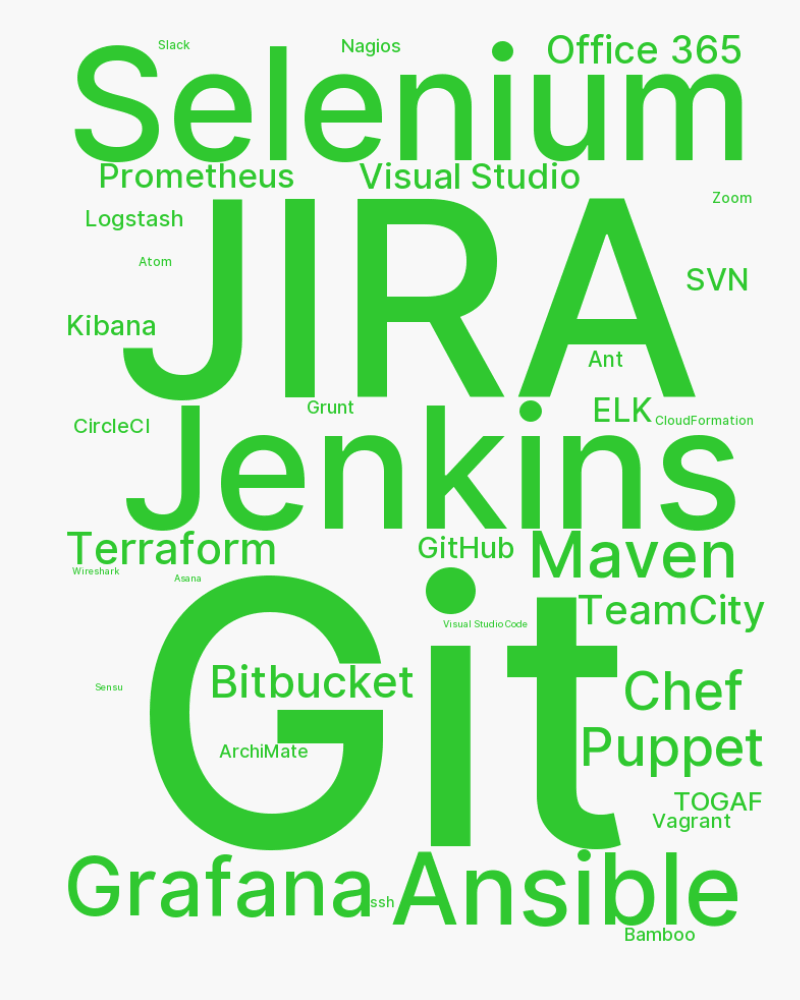 Slack
Nagios
Office 365
Selenium
Prometheus
Visual Studio
Zoom
Logstash
JIRA
Atom
SVN
Kibana
Ant
Grunt
ELK
CloudFormation
CircleCI
Jenkins
Terraform
GitHub
Maven
Wireshark
Asana
TeamCity
Visual Studio Code
Git
Bitbucket
Sensu
Chef
Puppet
ArchiMate
TOGAF
Vagrant
Grafana
ssh
Ansible
Bamboo